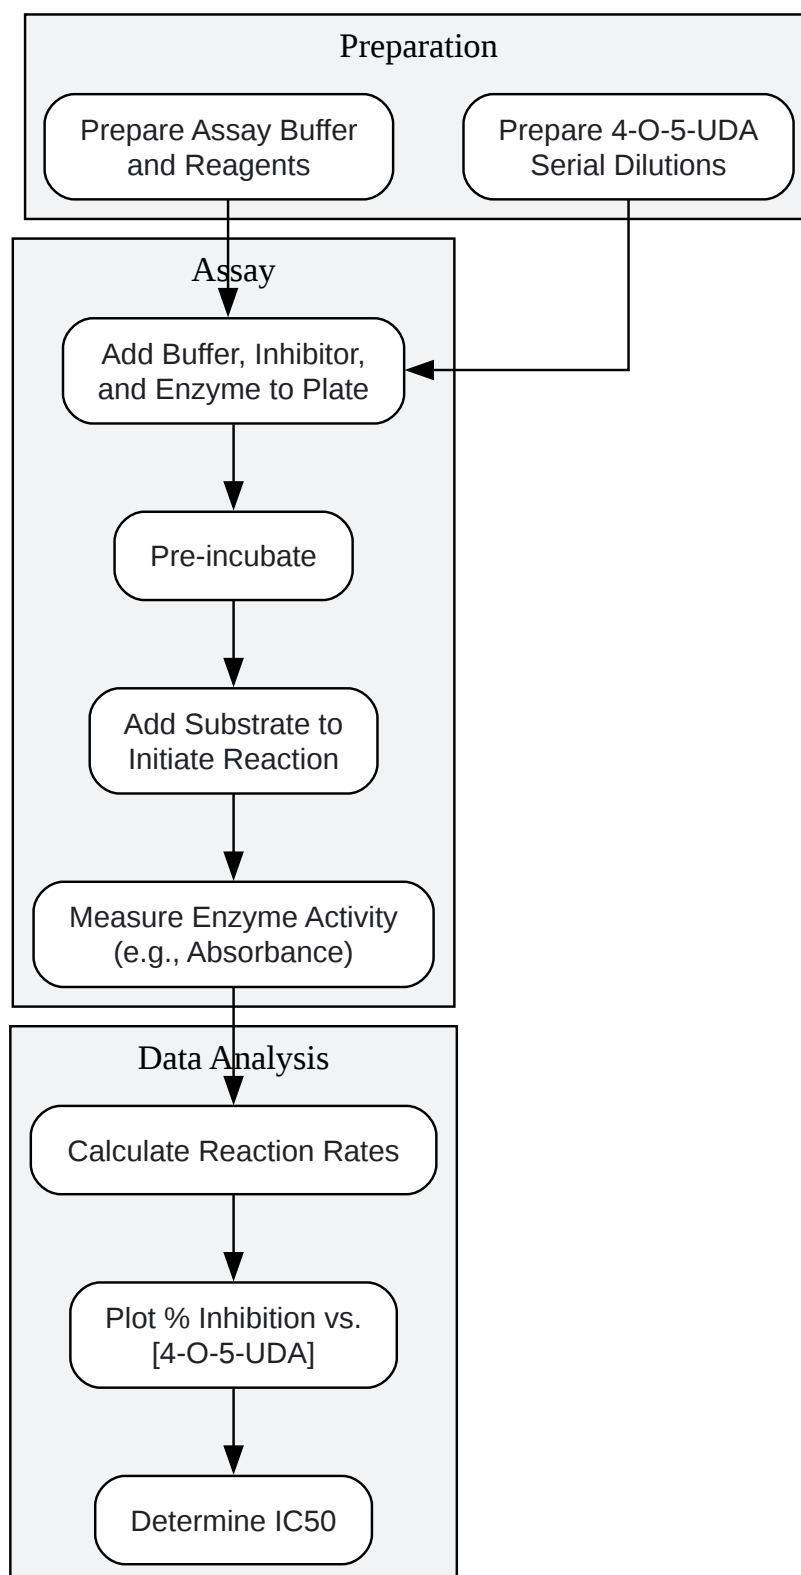 Preparation
Prepare Assay Buffer
and Reagents
Prepare 4-O-5-UDA
Serial Dilutions
Assay
Add Buffer, Inhibitor,
and Enzyme to Plate
Pre-incubate
Add Substrate to
Initiate Reaction
Measure Enzyme Activity
(e.g., Absorbance)
Data Analysis
Calculate Reaction Rates
Plot % Inhibition vs.
[4-O-5-UDA]
Determine IC50